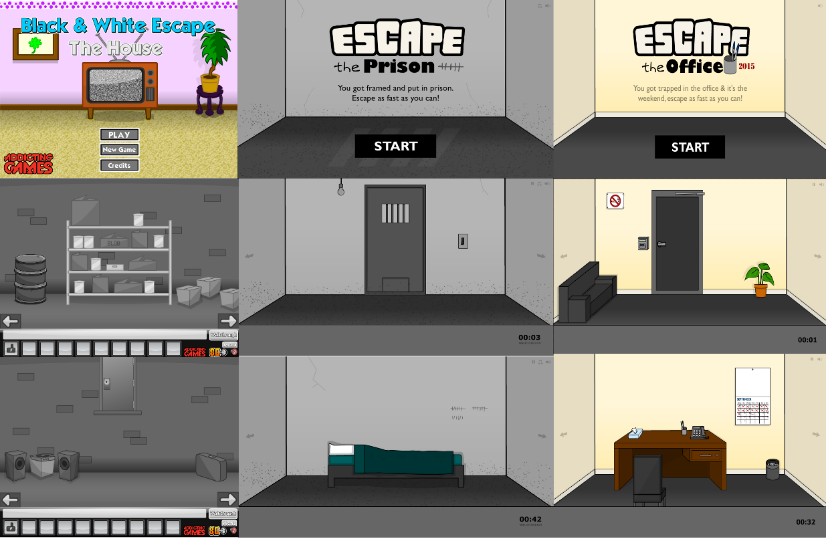 Black & White Escape
The House
PLAY
New Game
Credits
ADDICTING
GAMES
ESCAPE
the Prison
You got framed and put in prison.
Escape as fast as you can!
START
ESCAPE
the Office 2015
You got trapped in the office & it's the
weekend, escape as fast as you can!
START
ADDICTING
GAMES
00:03
00:01
ADDICTING
GAMES
00:42
00:32